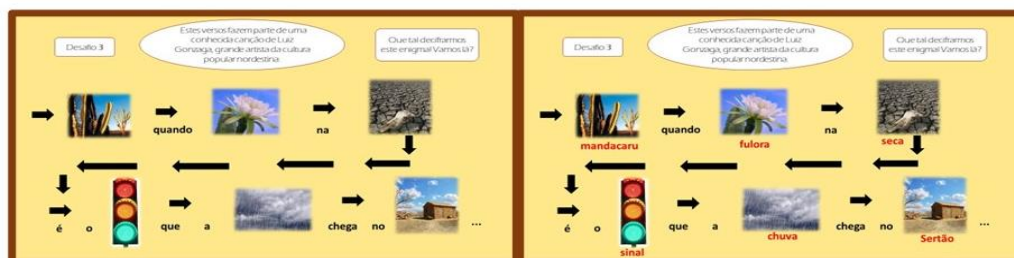 Desafio 3
Estes versos fazem parte de uma
conhecida canção de Luiz
Gonzaga, grande artista da cultura
popular nordestina
Que tal decifrarmos
este enigma! Vamos lá?
quando
na
é o
que a
chega no
...
Desafio 3
Estes versos fazem parte de uma
conhecida canção de Luiz
Gonzaga, grande artista da cultura
popular nordestina
Que tal decifrarmos
este enigma! Vamos lá?
mandacaru
quando
fulora
na
seca
é o
sinal
que a
chuva
chega no
Sertão
...